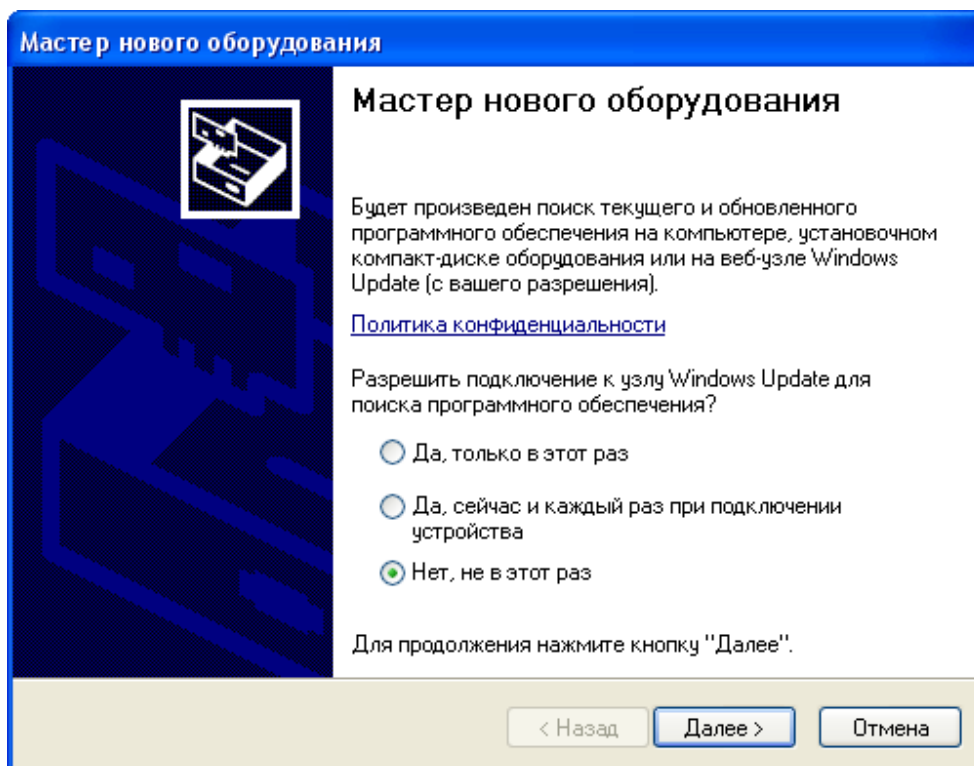 Мастер нового оборудования
Мастер нового оборудования
Будет произведен поиск текущего и обновленного
программного обеспечения на компьютере, установочном
компакт-диске оборудования или на веб-узле Windows
Update (с вашего разрешения).
Политика конфиденциальности
Разрешить подключение к узлу Windows Update для
поиска программного обеспечения?
Да, только в этот раз
Да, сейчас и каждый раз при подключении
устройства
Нет, не в этот раз
Для продолжения нажмите кнопку "Далее".
< Назад
Далее >
Отмена